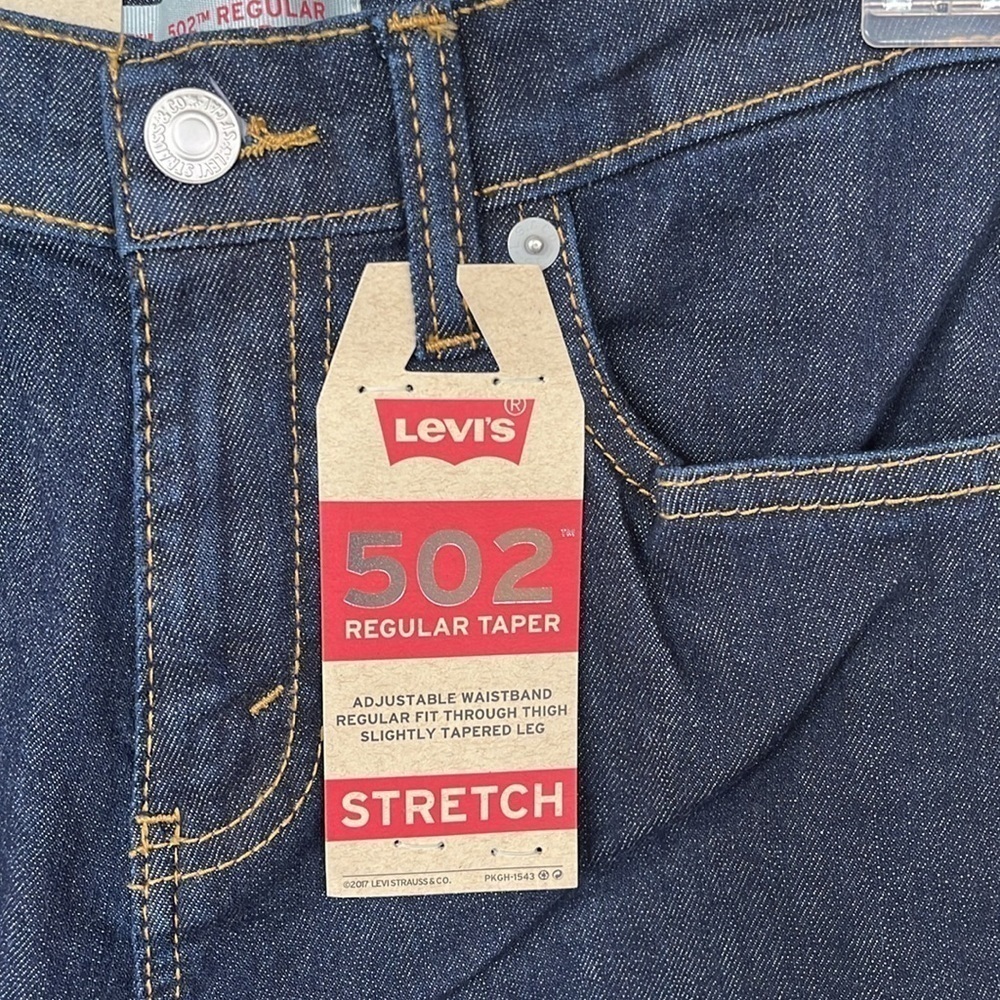 502™ REGULAR
LEVI STRAUSS & CO.
Levi's®
502™
REGULAR TAPER
ADJUSTABLE WAISTBAND
REGULAR FIT THROUGH THIGH
SLIGHTLY TAPERED LEG
STRETCH
©2017 LEVI STRAUSS & CO.
PKGH-1543